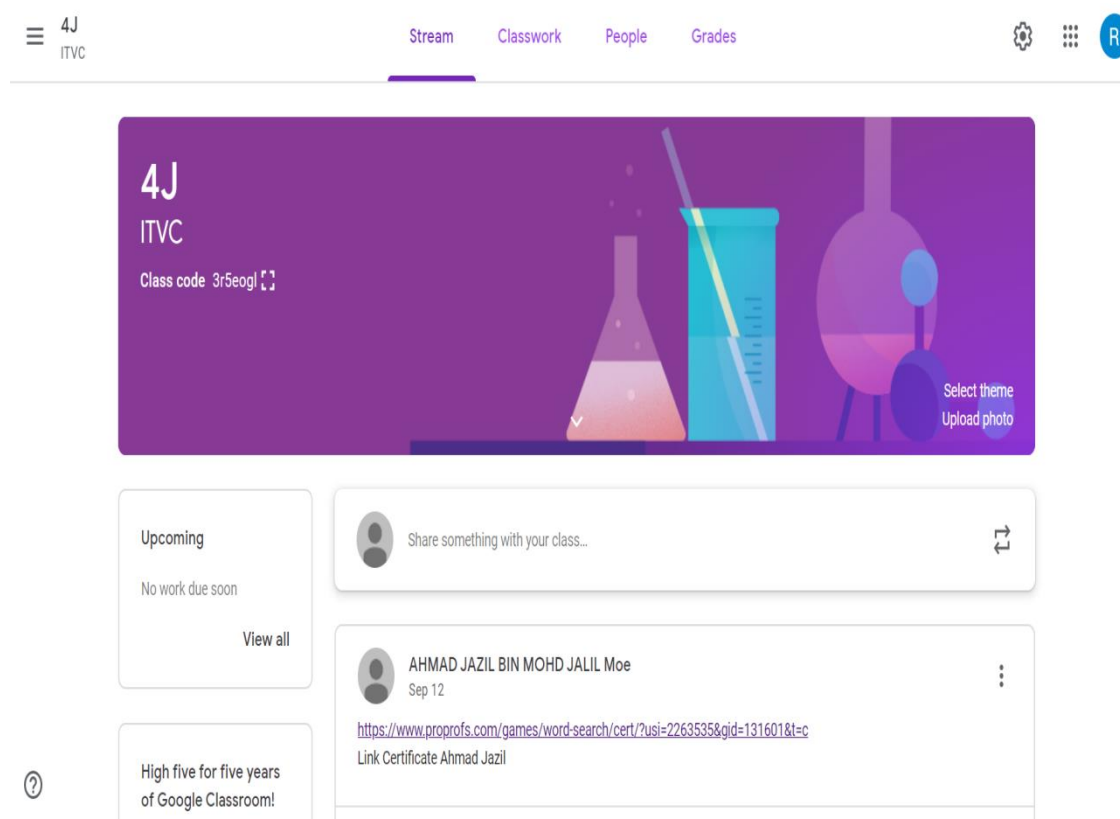 4J
ITVC
Stream
Classwork
People
Grades
R
4J
ITVC
Class code 3r5eogl
Select theme
Upload photo
Upcoming
No work due soon
View all
High five for five years
of Google Classroom!
Share something with your class...
AHMAD JAZIL BIN MOHD JALIL Moe
Sep 12
https://www.proprofs.com/games/word-search/cert/?usi=2263535&gid=131601&t=c
Link Certificate Ahmad Jazil